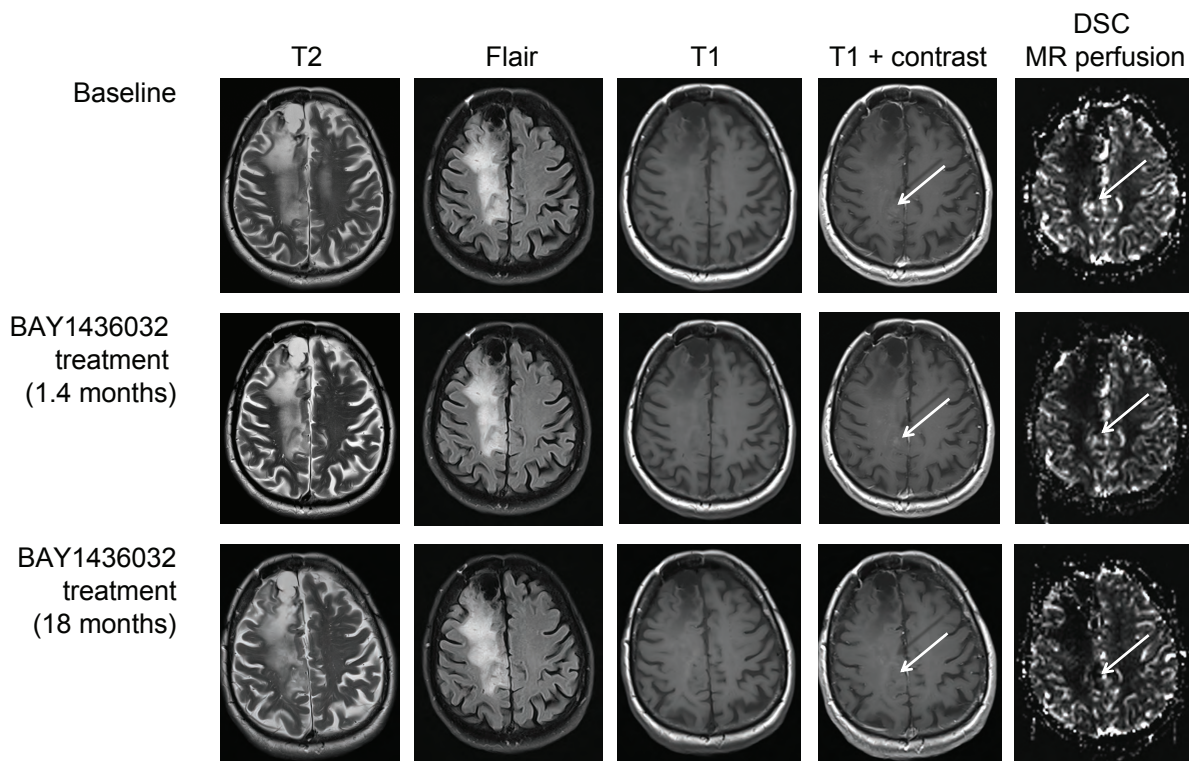 T2
Flair
T1
T1 + contrast
DSC
MR perfusion
Baseline
BAY1436032
treatment
(1.4 months)
BAY1436032
treatment
(18 months)